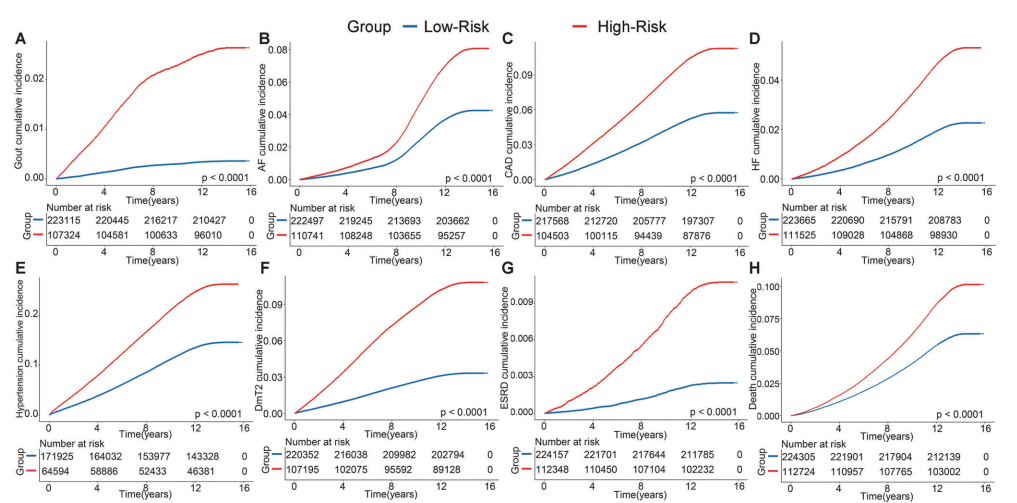 Group Low-Risk High-Risk
A
Gout cumulative incidence
0.02
0.01
0.00
p < 0.0001
0 4 8 12 16
Time(years)
Number at risk
Group
223115 220445 216217 210427 0
107324 104581 100633 96010 0
0 4 8 12 16
Time(years)
B
AF cumulative incidence
0.08
0.06
0.04
0.02
0.00
p < 0.0001
0 4 8 12 16
Time(years)
Number at risk
Group
222497 219245 213693 203662 0
110741 108248 103655 95257 0
0 4 8 12 16
Time(years)
C
CAD cumulative incidence
0.09
0.06
0.03
0.00
p < 0.0001
0 4 8 12 16
Time(years)
Number at risk
Group
217568 212720 205777 197307 0
104503 100115 94439 87876 0
0 4 8 12 16
Time(years)
D
HF cumulative incidence
0.04
0.02
0.00
p < 0.0001
0 4 8 12 16
Time(years)
Number at risk
Group
223665 220690 215791 208783 0
111525 109028 104868 98930 0
0 4 8 12 16
Time(years)
E
Hypertension cumulative incidence
0.2
0.1
0.0
p < 0.0001
0 4 8 12 16
Time(years)
Number at risk
Group
171925 164032 153977 143328 0
64594 58886 52433 46381 0
0 4 8 12 16
Time(years)
F
DmT2 cumulative incidence
0.09
0.06
0.03
0.00
p < 0.0001
0 4 8 12 16
Time(years)
Number at risk
Group
220352 216038 209982 202794 0
107195 102075 95592 89128 0
0 4 8 12 16
Time(years)
G
ESRD cumulative incidence
0.009
0.006
0.003
0.000
p < 0.0001
0 4 8 12 16
Time(years)
Number at risk
Group
224157 221701 217644 211785 0
112348 110450 107104 102232 0
0 4 8 12 16
Time(years)
H
Death cumulative incidence
0.100
0.075
0.050
0.025
0.000
p < 0.0001
0 4 8 12 16
Time(years)
Number at risk
Group
224305 221901 217904 212139 0
112724 110957 107765 103002 0
0 4 8 12 16
Time(years)